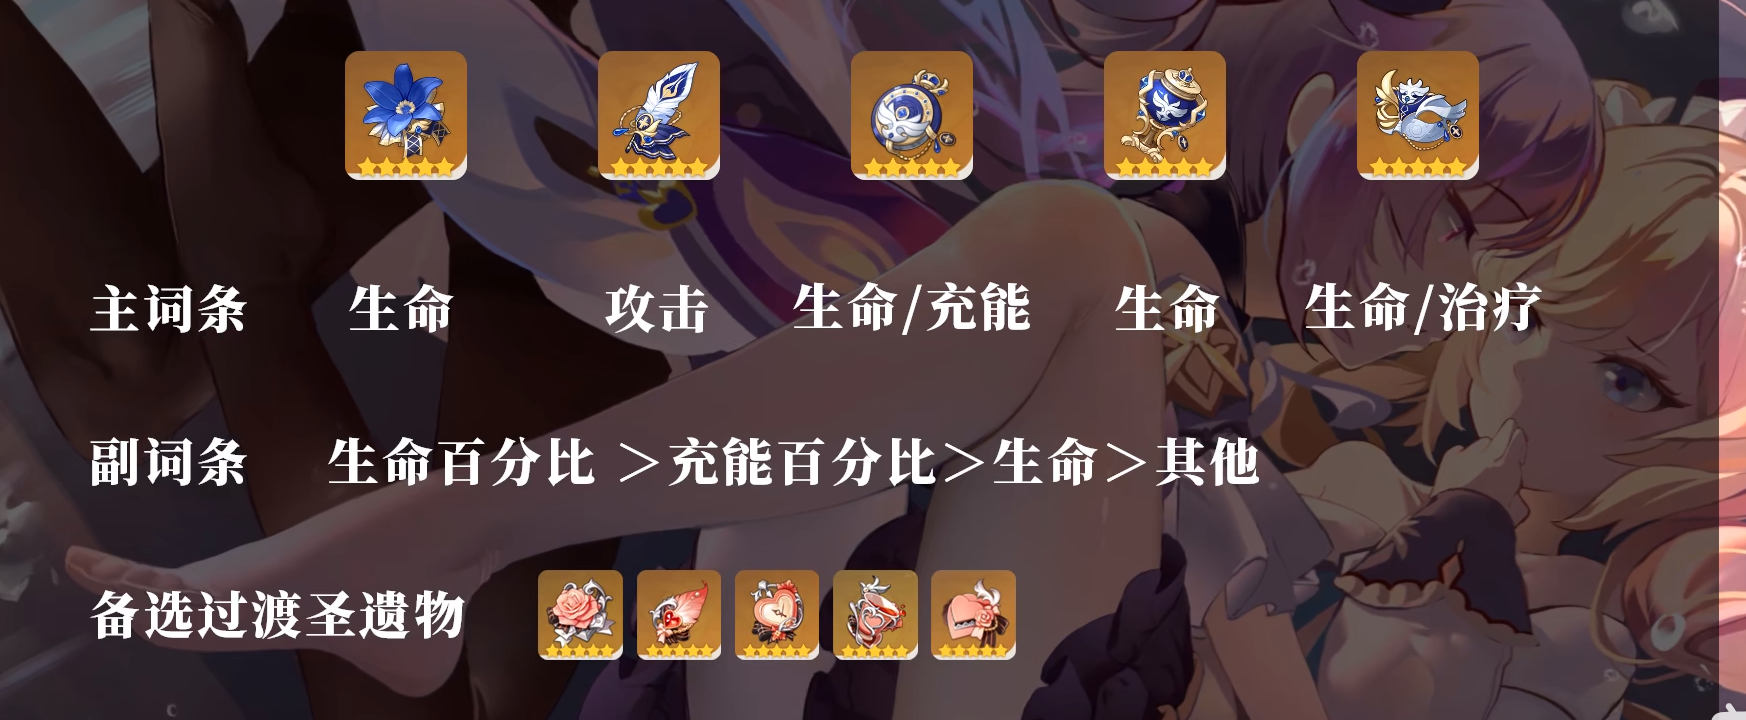 主词条 生命 攻击 生命/充能 生命 生命/治疗
副词条 生命百分比 ＞充能百分比＞生命＞其他
备选过渡圣遗物